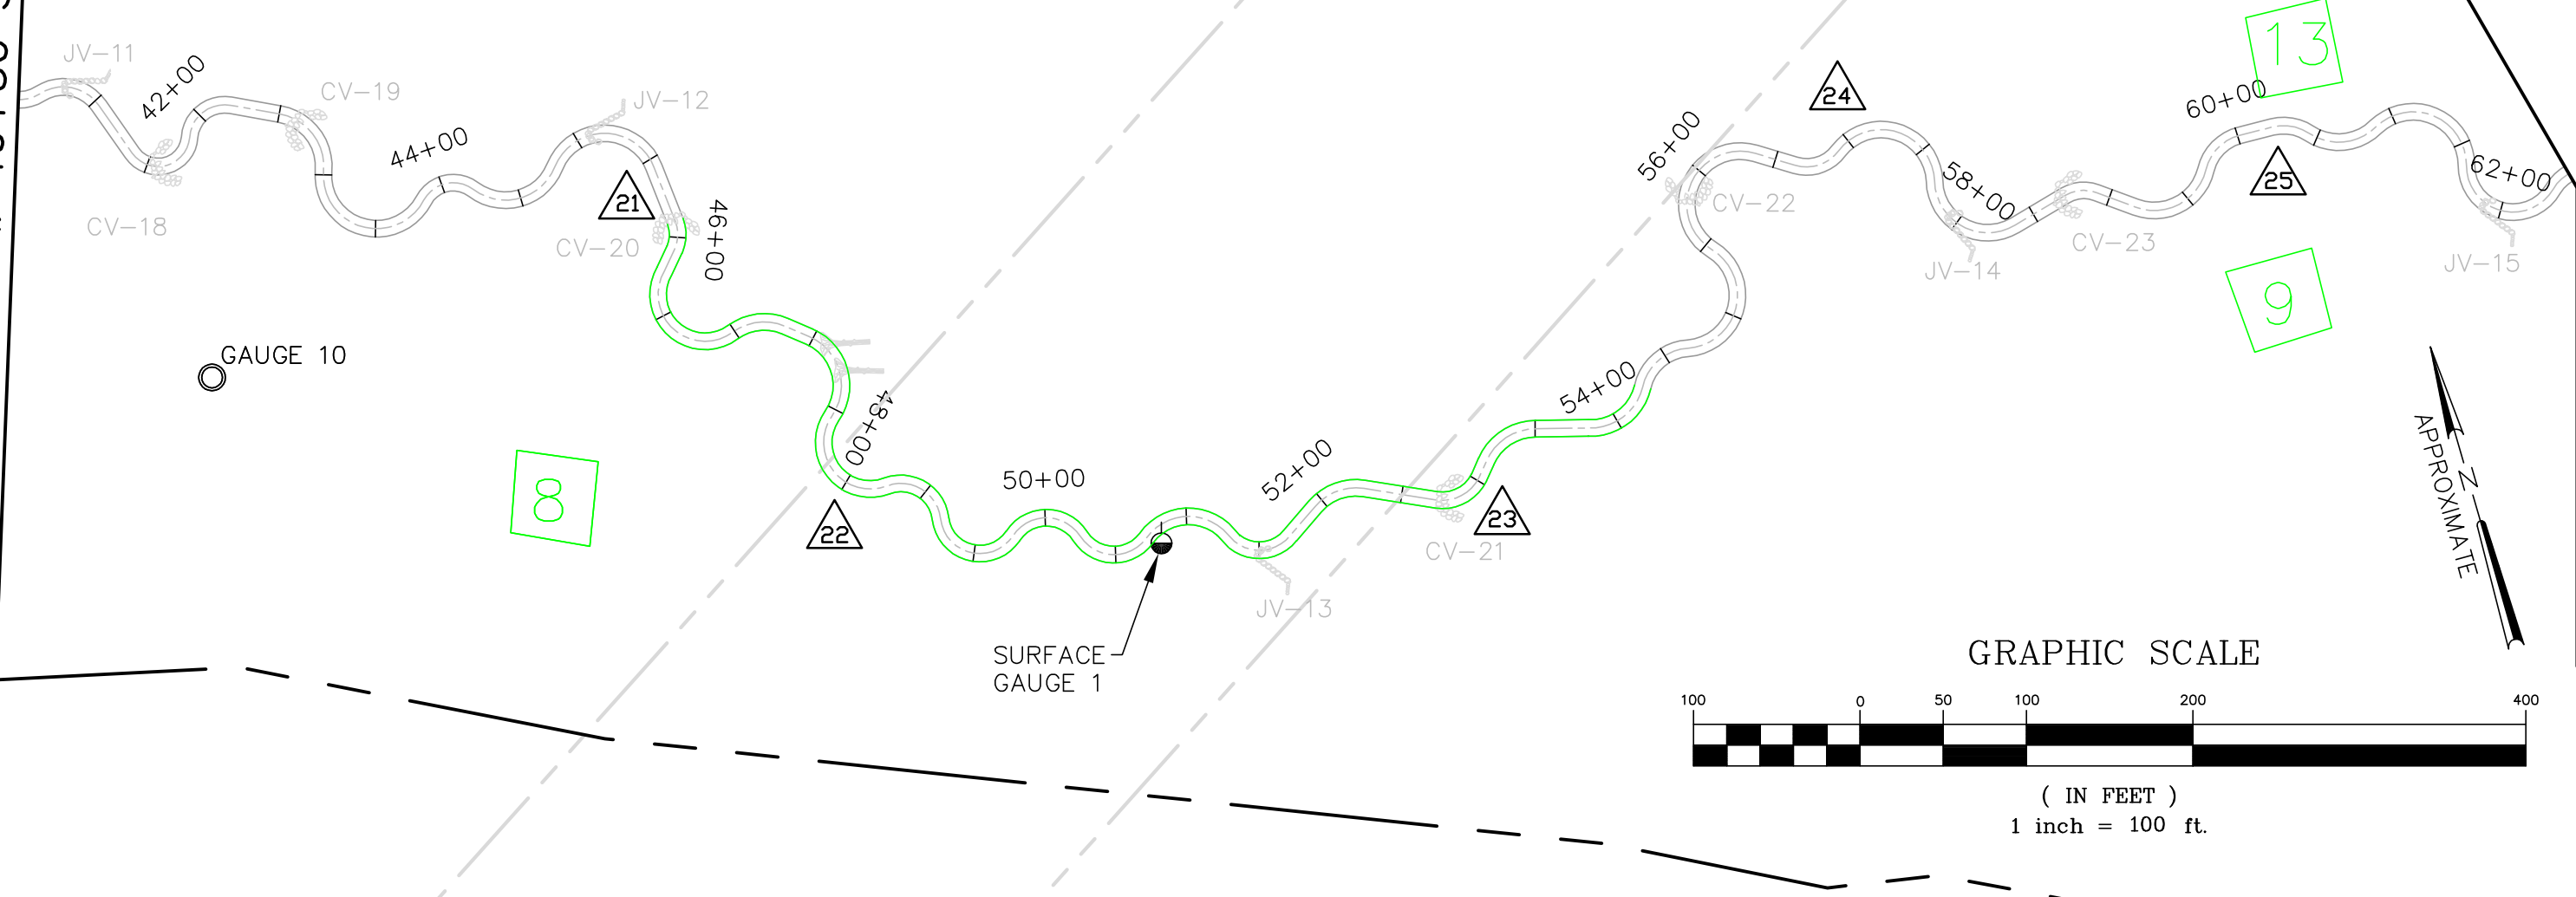 JV-11
42+00
CV-19
JV-12
44+00
CV-18
21
CV-20
46+00
GAUGE 10
48+00
8
22
50+00
SURFACE
GAUGE 1
52+00
JV-13
CV-21
23
54+00
56+00
CV-22
24
58+00
JV-14
CV-23
60+00
13
25
62+00
JV-15
9
N
APPROXIMATE
GRAPHIC SCALE
100 0 50 100 200 400
( IN FEET )
1 inch = 100 ft.